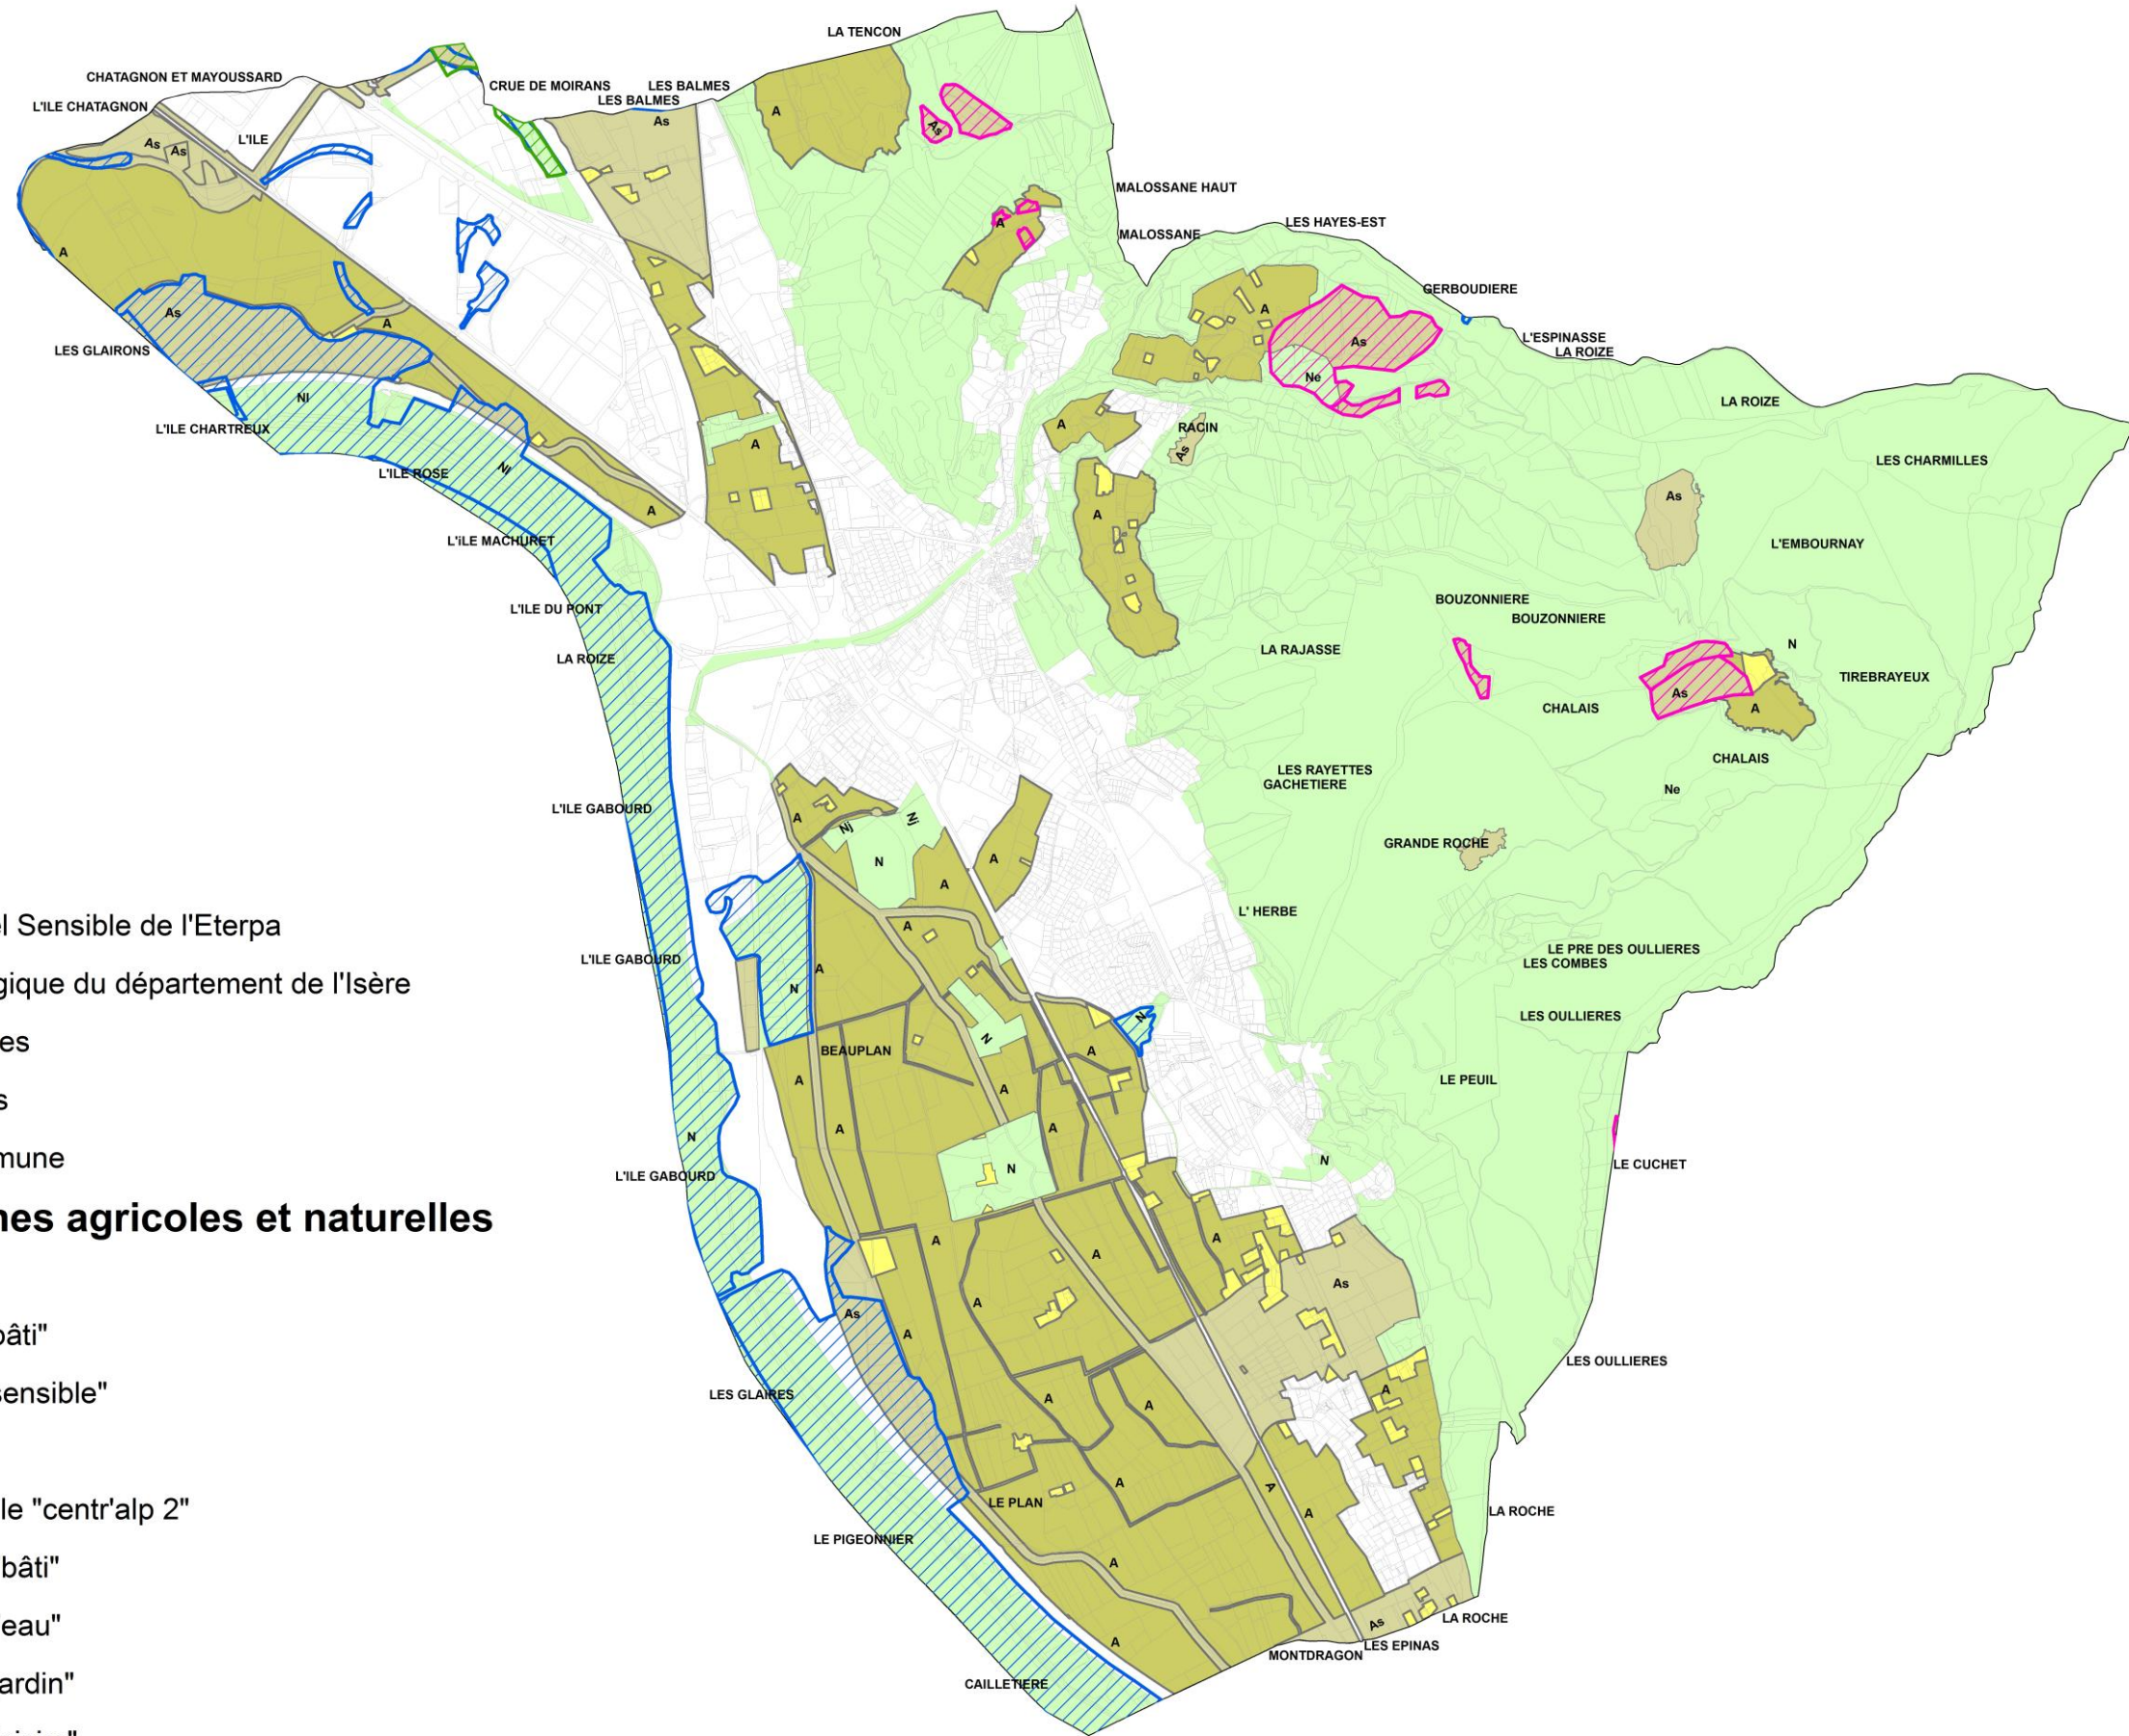 LA TENCON
CHATAGNON ET MAYOUSSARD
CRUE DE MOIRANS
LES BALMES
LES BALMES
L'ILE CHATAGNON
A
As
As
L'ILE
As
As
MALOSSANE HAUT
A
LES HAYES-EST
MALOSSANE
A
GERBOUDIERE
As
A
A
L'ESPINASSE
As
LES GLAIRONS
LA ROIZE
Ne
NI
LA ROIZE
L'ILE CHARTREUX
A
RACIN
A
As
LES CHARMILLES
L'ILE ROSE
NI
As
A
A
L'iLE MACHURET
L'EMBOURNAY
BOUZONNIERE
L'ILE DU PONT
BOUZONNIERE
N
LA RAJASSE
LA ROIZE
TIREBRAYEUX
As
CHALAIS
A
CHALAIS
LES RAYETTES
GACHETIERE
Ne
L'ILE GABOURD
A
Nj
Nj
GRANDE ROCHE
N
A
A
L' HERBE
el Sensible de l'Eterpa
A
LE PRE DES OULLIERES
L'ILE GABOURD
LES COMBES
A
gique du département de l'Isère
N
LES OULLIERES
N
N
es
BEAUPLAN
A
A
LE PEUIL
A
s
A
A
N
mune
N
N
LE CUCHET
L'ILE GABOURD
nes agricoles et naturelles
A
A
A
As
A
As
bâti"
A
LES OULLIERES
sensible"
LES GLAIRES
A
A
A
A
A
LE PLAN
le "centr'alp 2"
A
LA ROCHE
LE PIGEONNIER
bâti"
A
eau"
As
LA ROCHE
A
LES EPINAS
MONTDRAGON
ardin"
CAILLETIERE